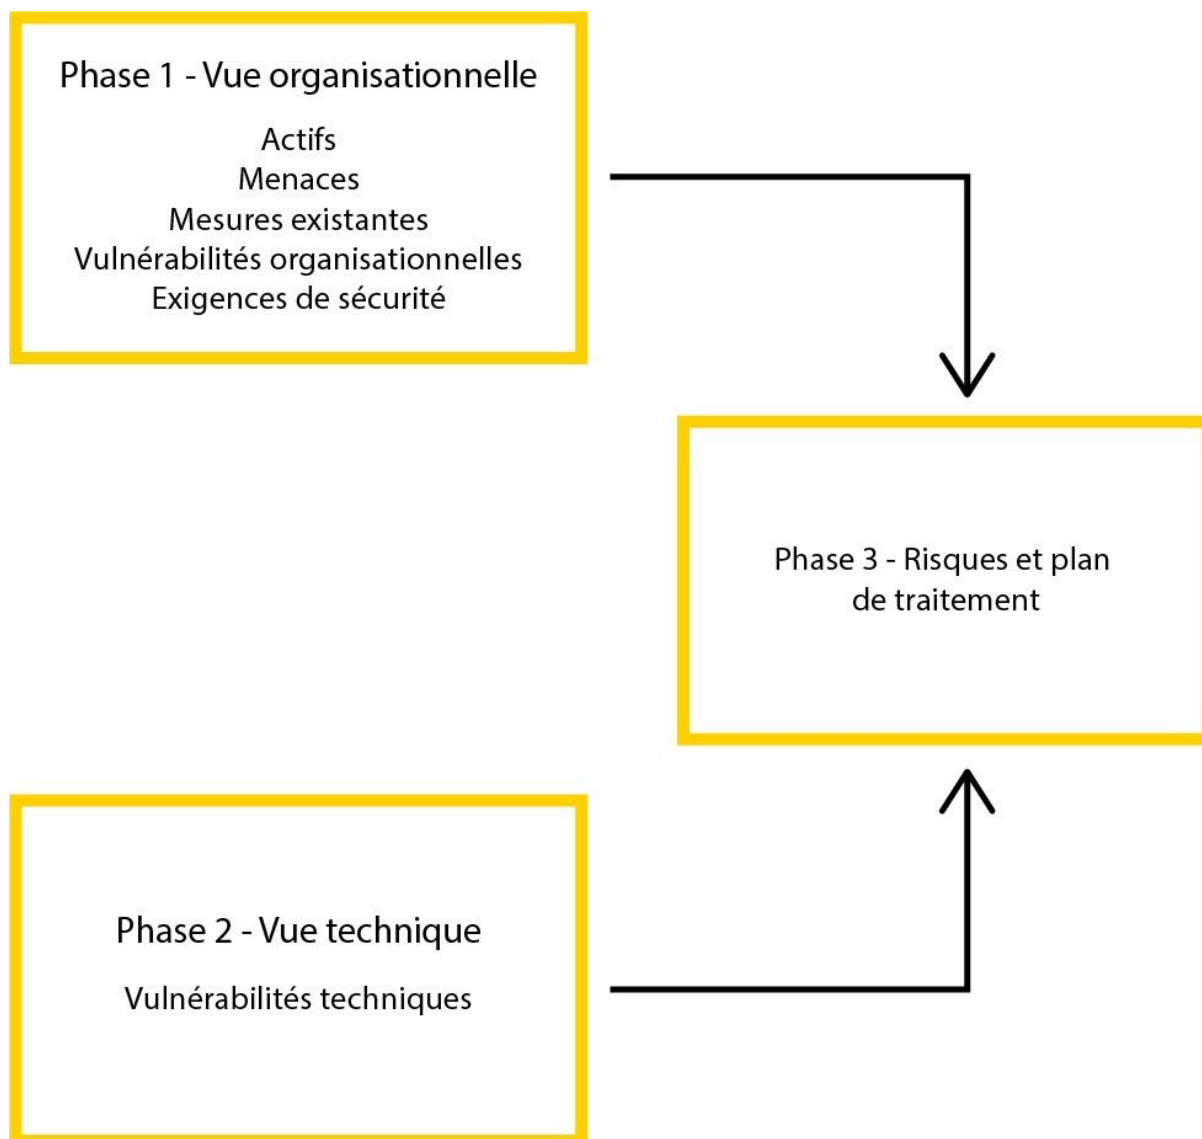 Phase 1 - Vue organisationnelle
Actifs
Menaces
Mesures existantes
Vulnérabilités organisationnelles
Exigences de sécurité
Phase 3 - Risques et plan
de traitement
Phase 2 - Vue technique
Vulnérabilités techniques